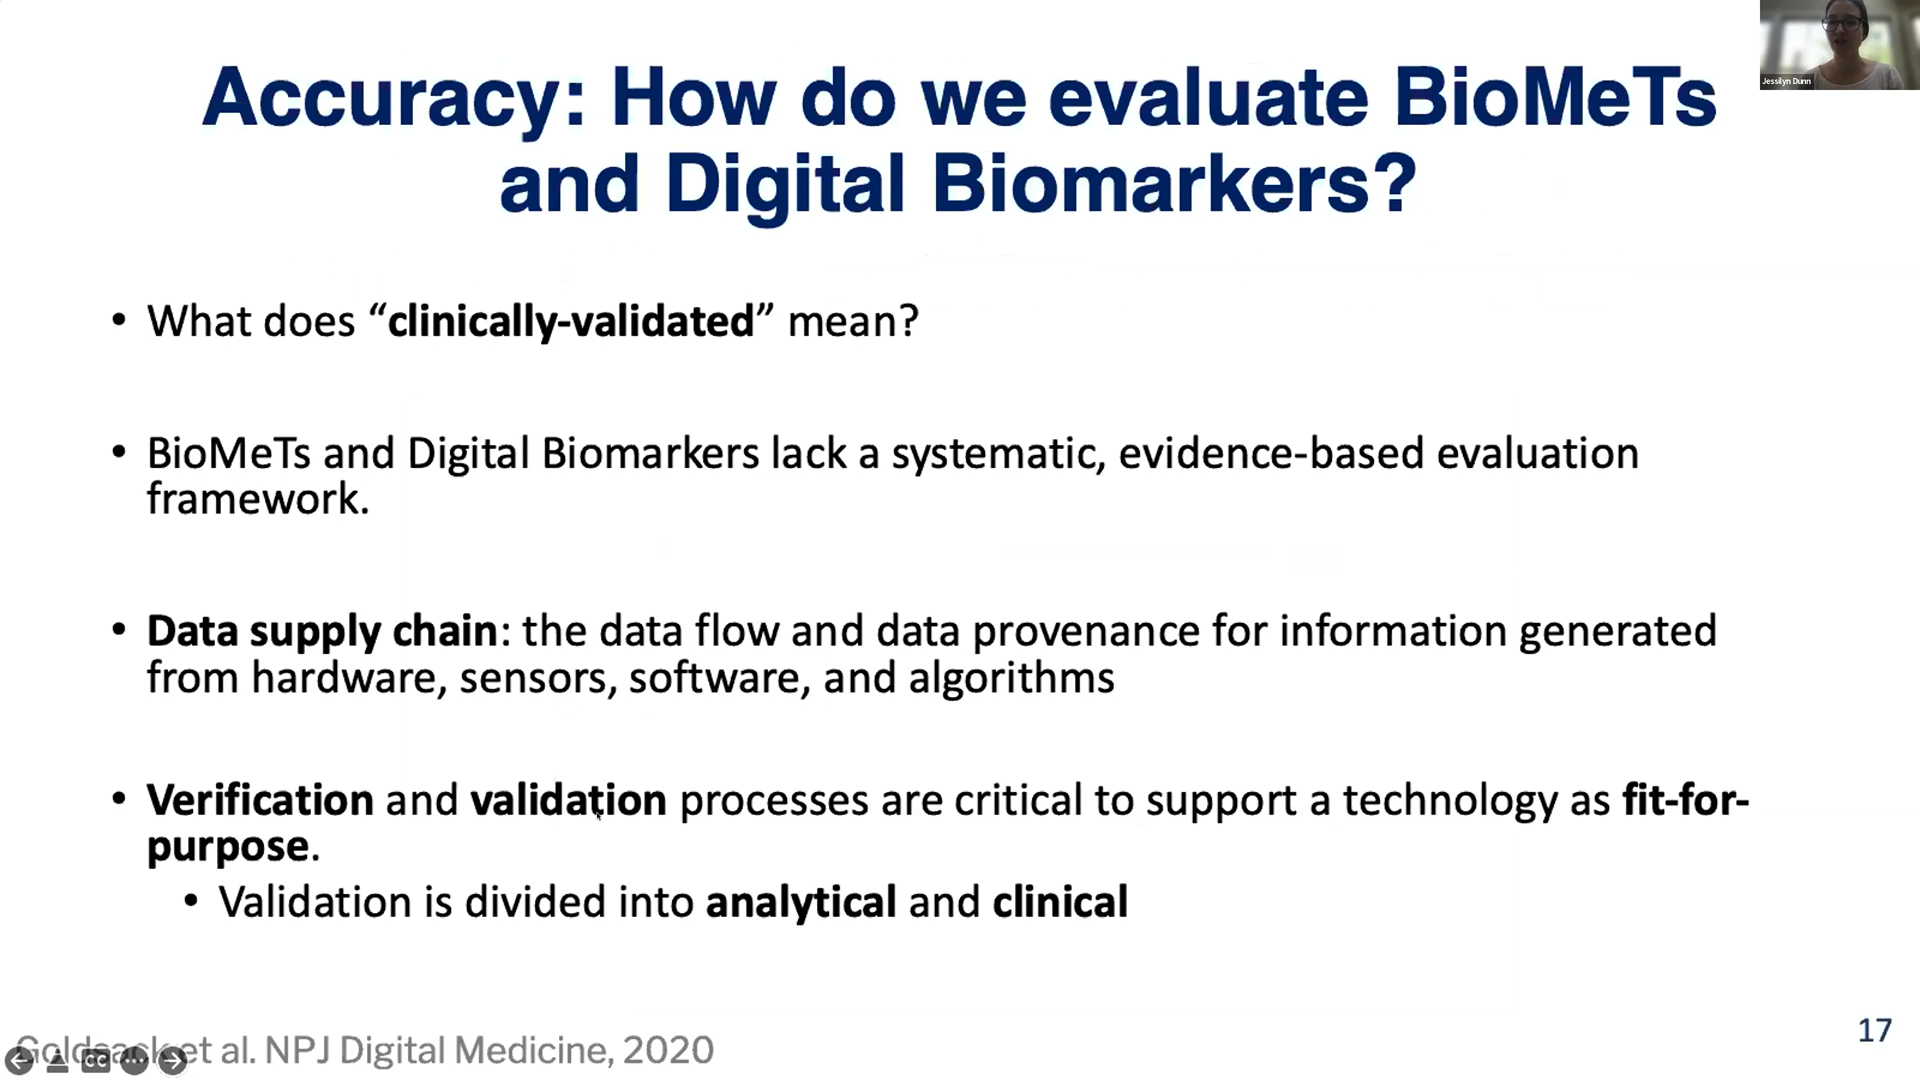 Accuracy: How do we evaluate BioMeTs
and Digital Biomarkers?
Jessilyn Dunn
• What does “clinically-validated” mean?
• BioMeTs and Digital Biomarkers lack a systematic, evidence-based evaluation
framework.
• Data supply chain: the data flow and data provenance for information generated
from hardware, sensors, software, and algorithms
• Verification and validation processes are critical to support a technology as fit-for-
purpose.
• Validation is divided into analytical and clinical
Goldsack et al. NPJ Digital Medicine, 2020
CC
17